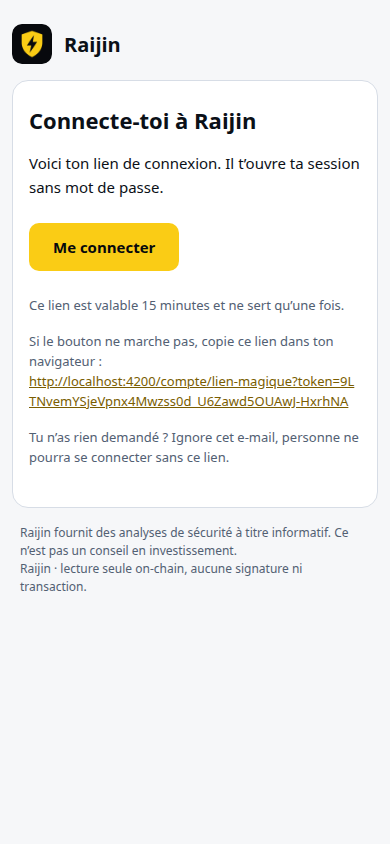 Raijin
Connecte-toi à Raijin
Voici ton lien de connexion. Il t'ouvre ta session
sans mot de passe.
Me connecter
Ce lien est valable 15 minutes et ne sert qu'une fois.
Si le bouton ne marche pas, copie ce lien dans ton
navigateur :
http://localhost:4200/compte/lien-magique?token=9L
TNvemYSjeVpnx4Mwzss0d_U6Zawd5OUAwJ-HxrhNA
Tu n'as rien demandé ? Ignore cet e-mail, personne ne
pourra se connecter sans ce lien.
Raijin fournit des analyses de sécurité à titre informatif. Ce
n'est pas un conseil en investissement.
Raijin · lecture seule on-chain, aucune signature ni
transaction.